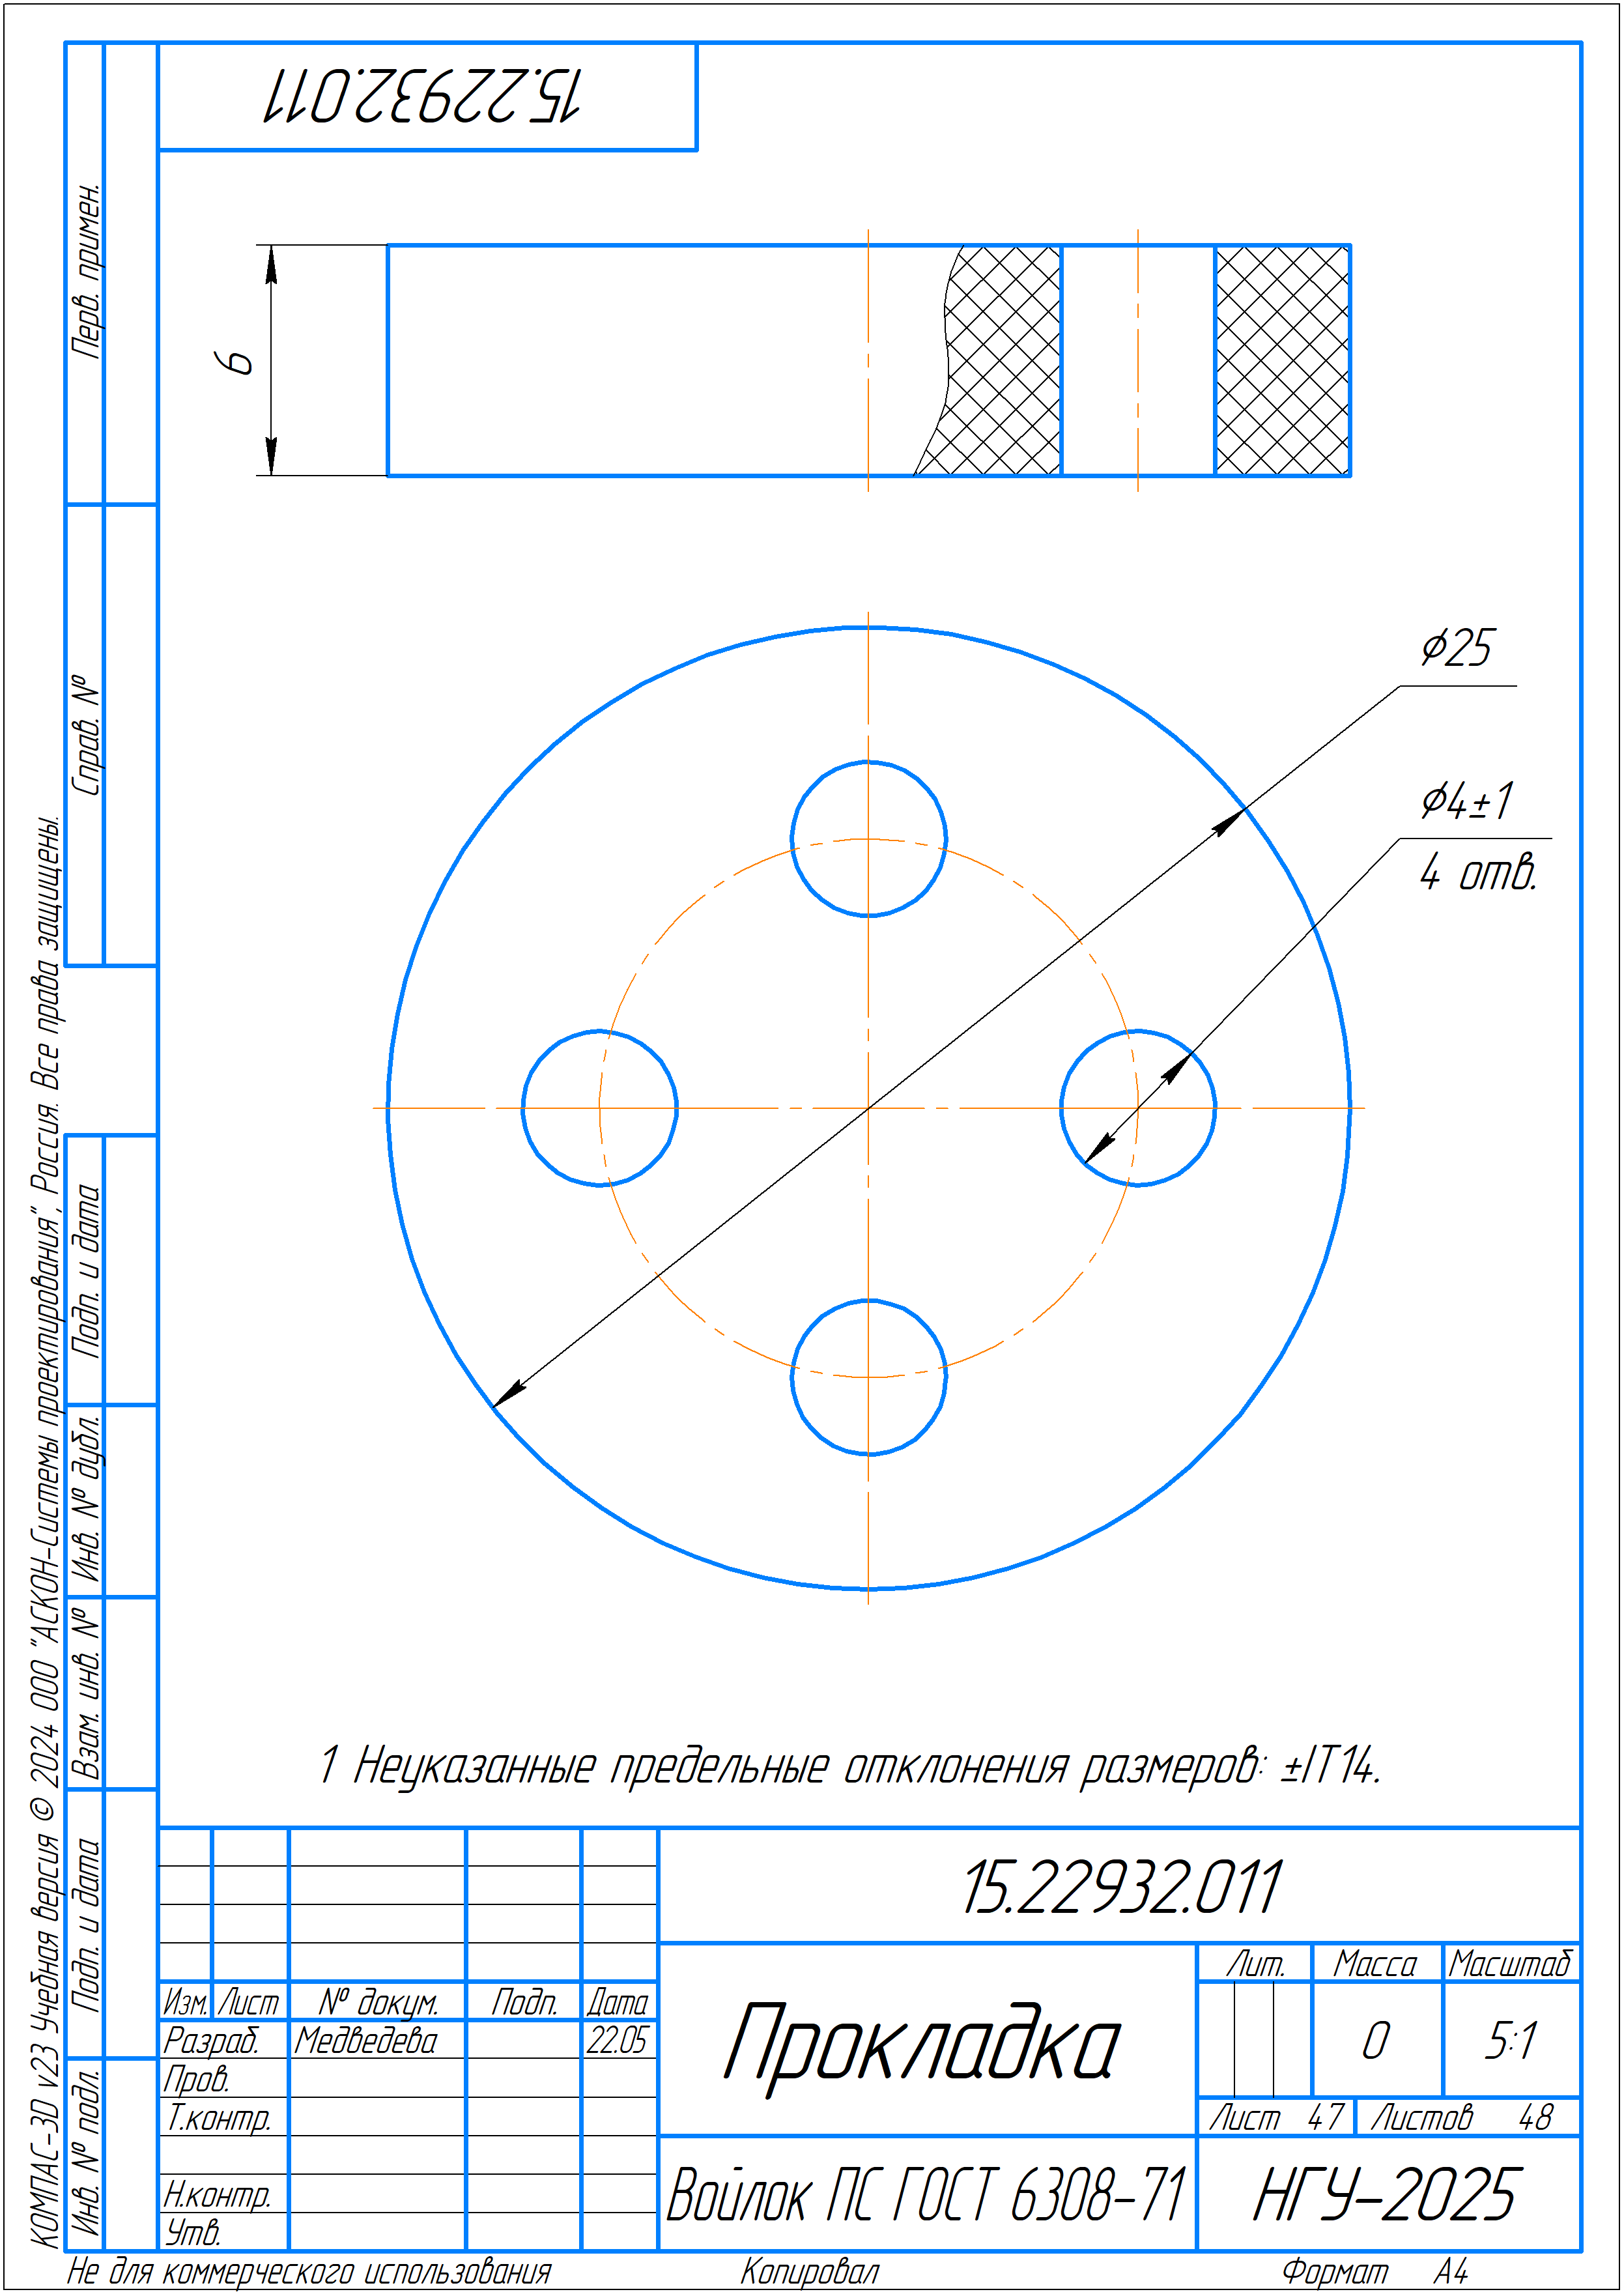 15.22932.011
Перв. примен.
Справ. №
Подп. и дата
Инв. № дубл.
Взам. инв. №
Подп. и дата
Инв. № подл.
КОМПАС-3D v23 Учебная версия © 2024 ООО "АСКОН-Системы проектирования", Россия. Все права защищены.
6
⌀25
⌀4±1
4 отв.
1 Неуказанные предельные отклонения размеров: ±IT14.
15.22932.011
Изм. Лист № докум. Подп. Дата
Разраб. Медведева 22.05
Пров.
Т.контр.
Н.контр.
Утв.
Прокладка
Лит. Масса Масштаб
0 5:1
Лист 47 Листов 48
Войлок ПС ГОСТ 6308-71
НГУ-2025
Не для коммерческого использования Копировал Формат А4